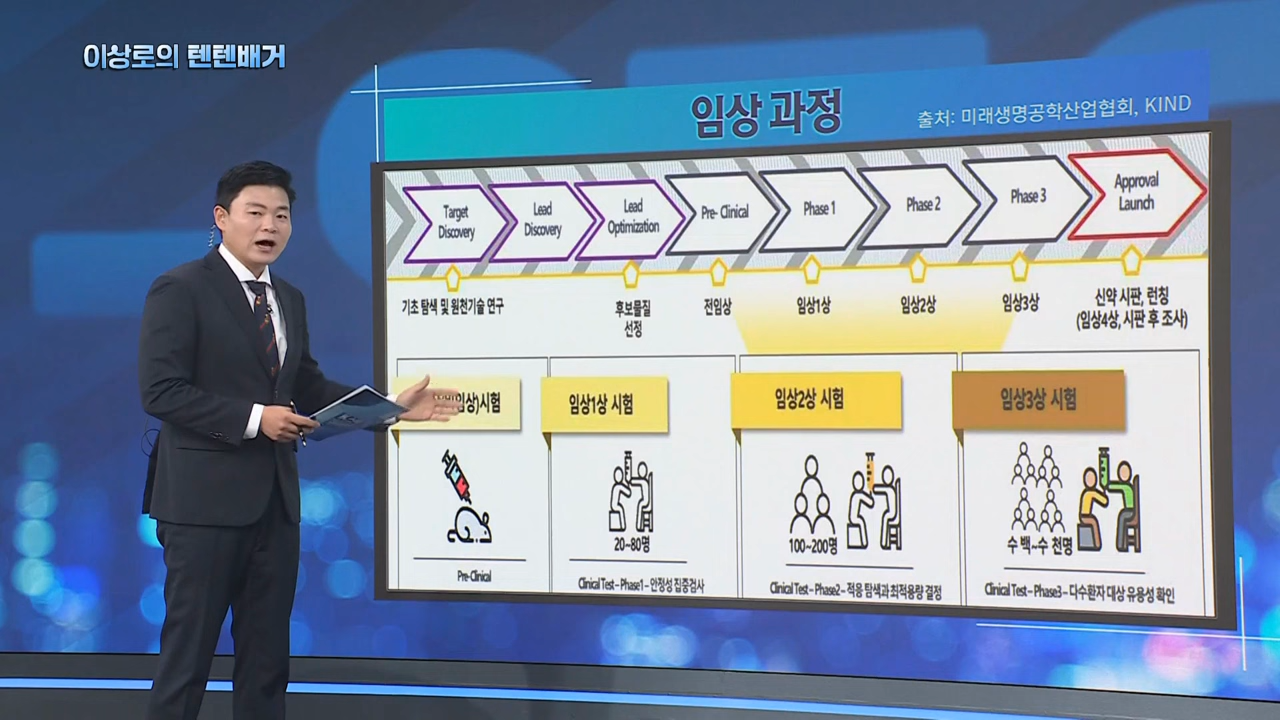 이상로의 텐텐배거
임상 과정
출처: 미래생명공학산업협회, KIND
Target
Discovery
Lead
Discovery
Lead
Optimization
Pre- Clinical
Phase 1
Phase 2
Phase 3
Approval
Launch
기초 탐색 및 원천기술 연구
후보물질
선정
전임상
임상1상
임상2상
임상3상
신약 시판, 런칭
(임상4상, 시판 후 조사)
임상)시험
임상1상 시험
임상2상 시험
임상3상 시험
20~80명
100~200명
수 백~수 천명
Pre-Clinical
Clinical Test – Phase1 – 안정성 집중검사
Clinical Test – Phase2 – 적응 탐색과 최적용량 결정
Clinical Test – Phase3 – 다수환자 대상 유용성 확인